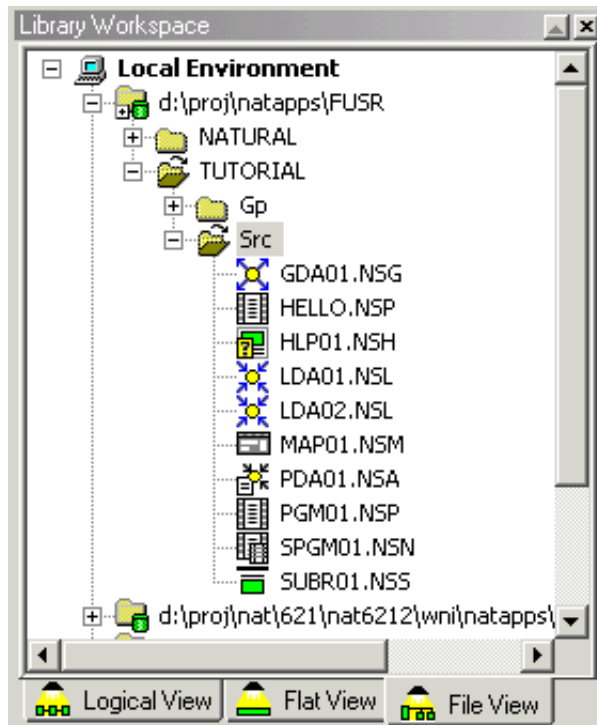 Library Workspace
Local Environment
d:\proj\natapps\FUSR
NATURAL
TUTORIAL
Gp
Src
GDA01.NSG
HELLO.NSP
HLP01.NSH
LDA01.NSL
LDA02.NSL
MAP01.NSM
PDA01.NSA
PGM01.NSP
SPGM01.NSN
SUBR01.NSS
d:\proj\nat\621\nat6212\wni\natapps\
Logical View Flat View File View